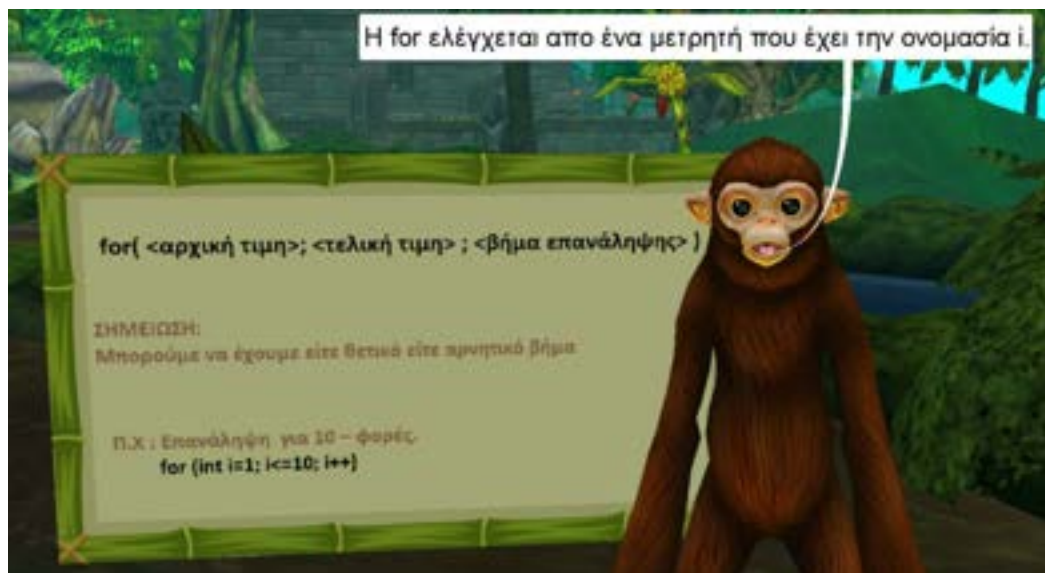 Η for ελέγχεται απο ένα μετρητή που έχει την ονομασία i.
for( <αρχική τιμη>; <τελική τιμη> ; <βήμα επανάληψης> )
ΣΗΜΕΙΩΣΗ:
Μπορούμε να έχουμε είτε θετικό είτε αρνητικό βήμα
Π.Χ : Επανάληψη για 10 – φορές.
for (int i=1; i<=10; i++)